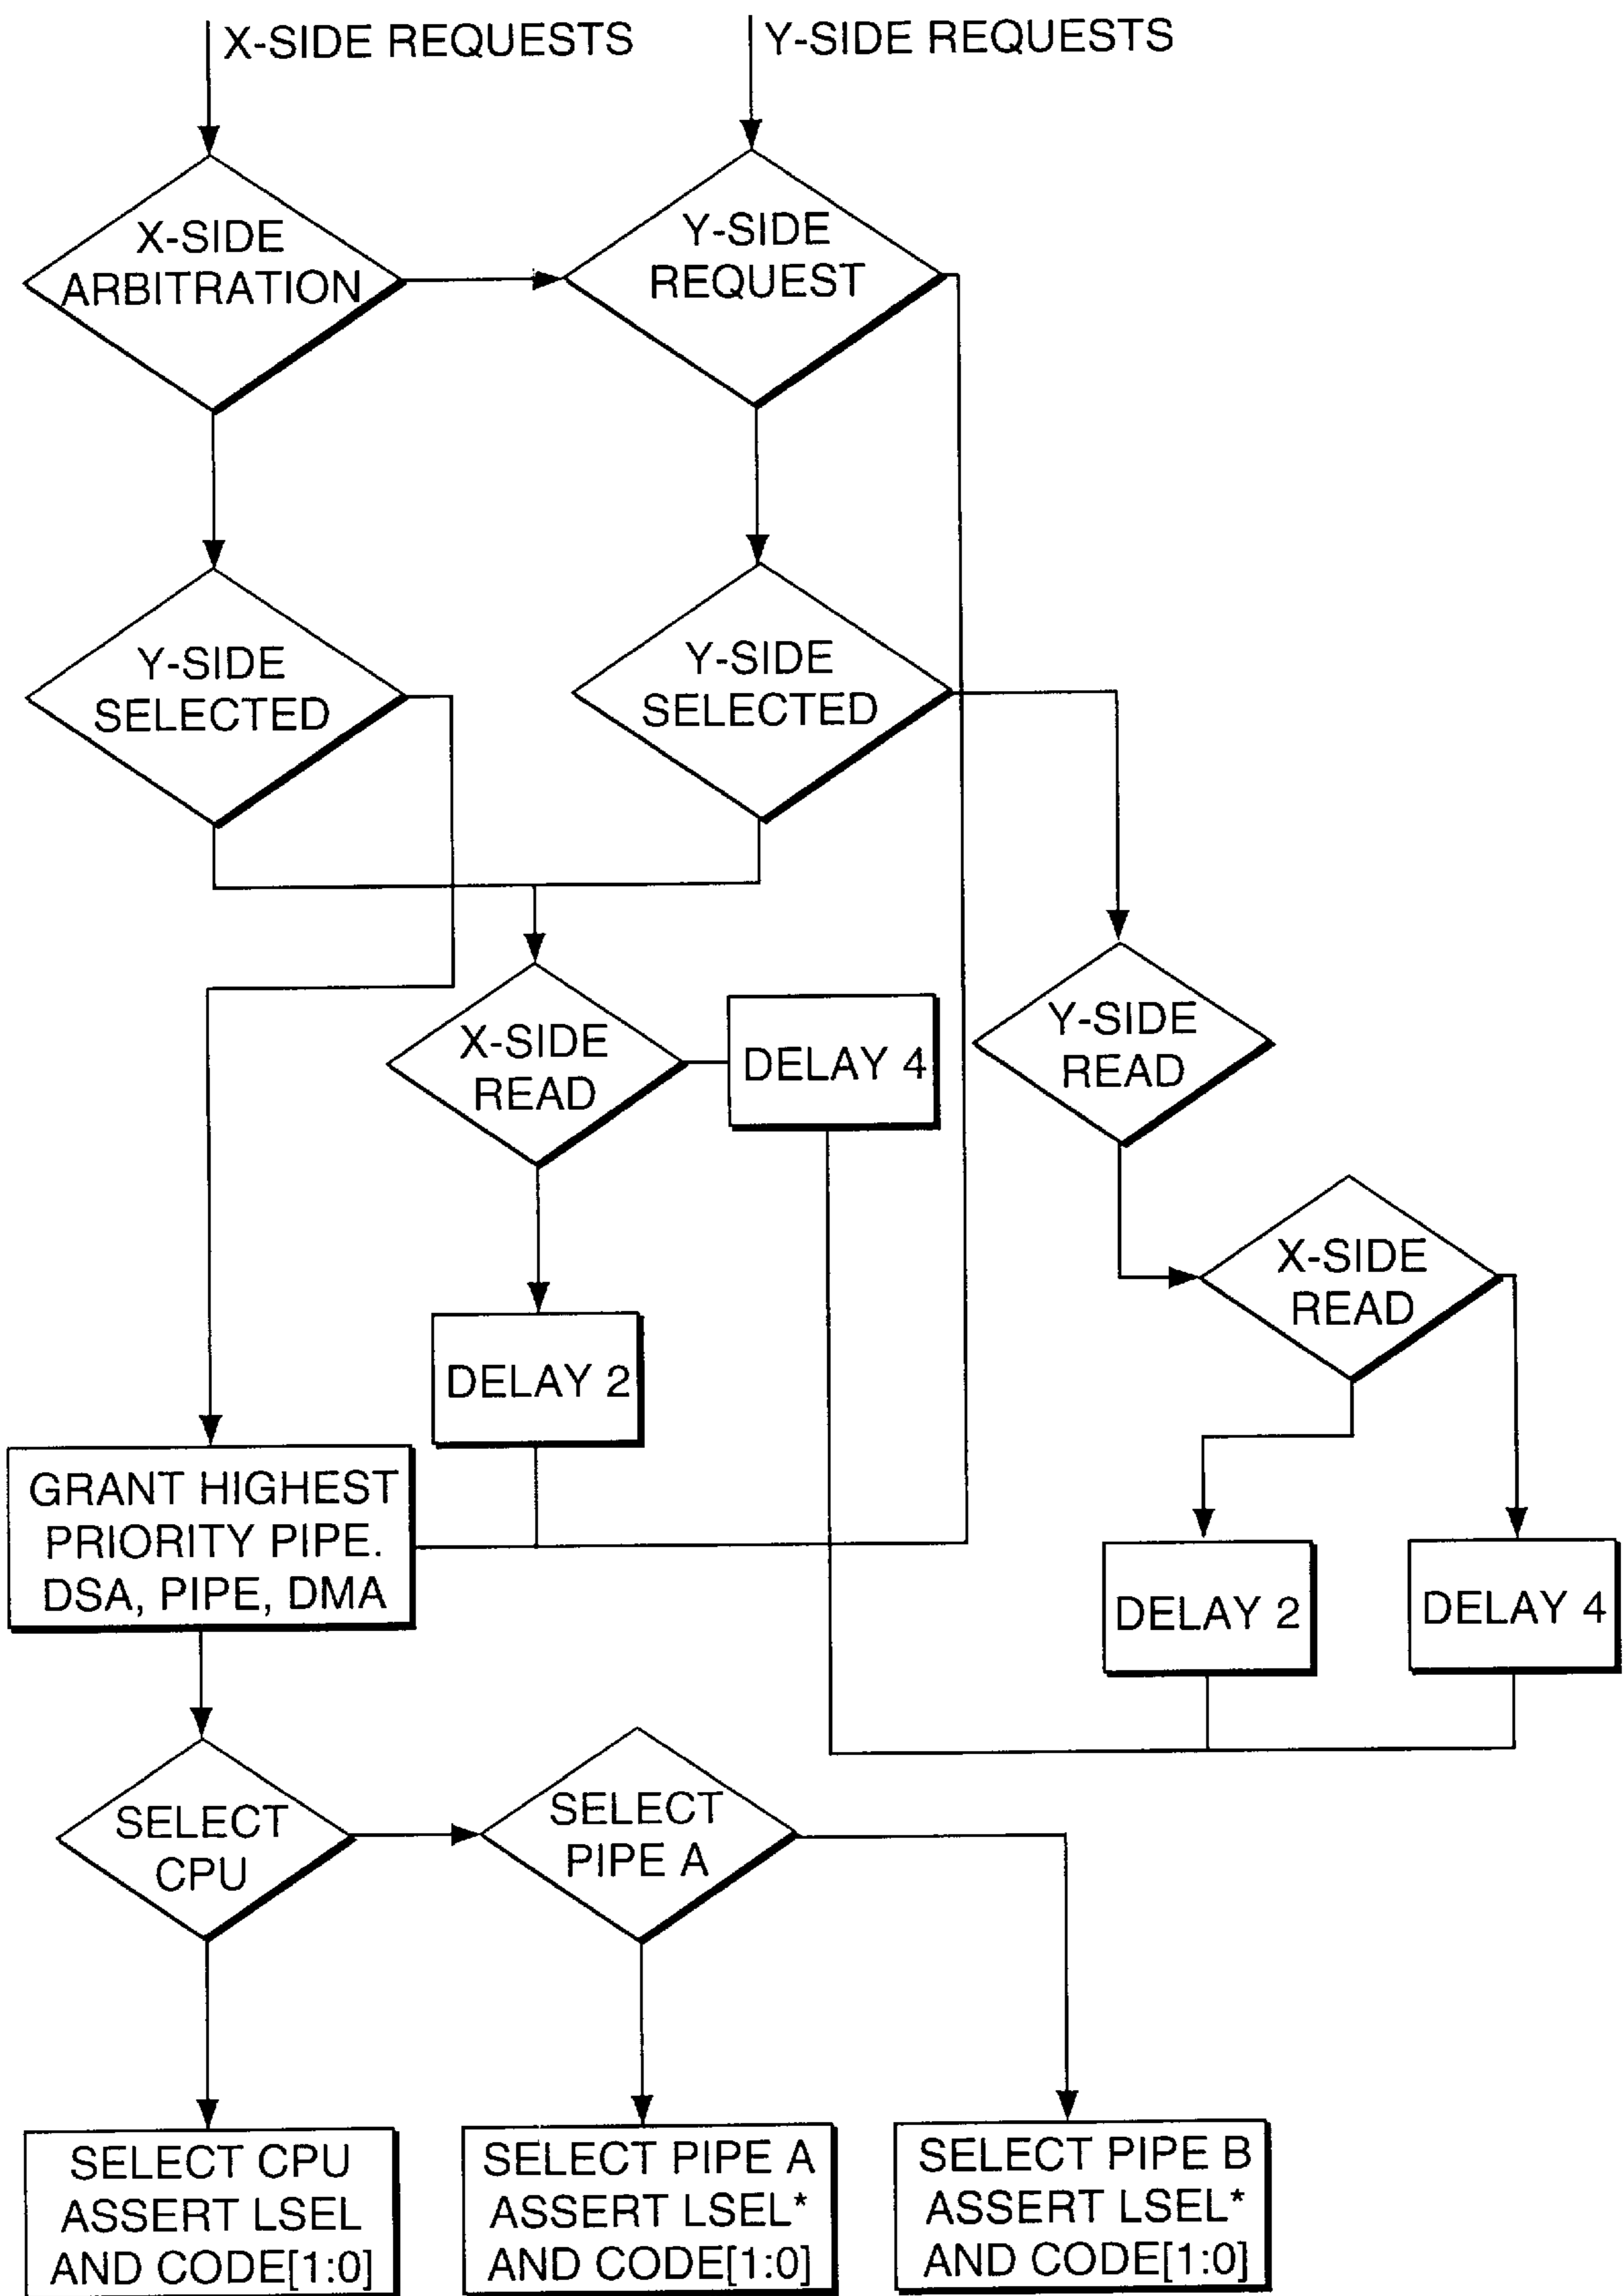 X-SIDE REQUESTS
Y-SIDE REQUESTS
X-SIDE
ARBITRATION
Y-SIDE
REQUEST
Y-SIDE
SELECTED
Y-SIDE
SELECTED
X-SIDE
READ
DELAY 4
Y-SIDE
READ
X-SIDE
READ
DELAY 2
GRANT HIGHEST
PRIORITY PIPE.
DSA, PIPE, DMA
DELAY 2
DELAY 4
SELECT
CPU
SELECT
PIPE A
SELECT CPU
ASSERT LSEL
AND CODE[1:0]
SELECT PIPE A
ASSERT LSEL*
AND CODE[1:0]
SELECT PIPE B
ASSERT LSEL*
AND CODE[1:0]